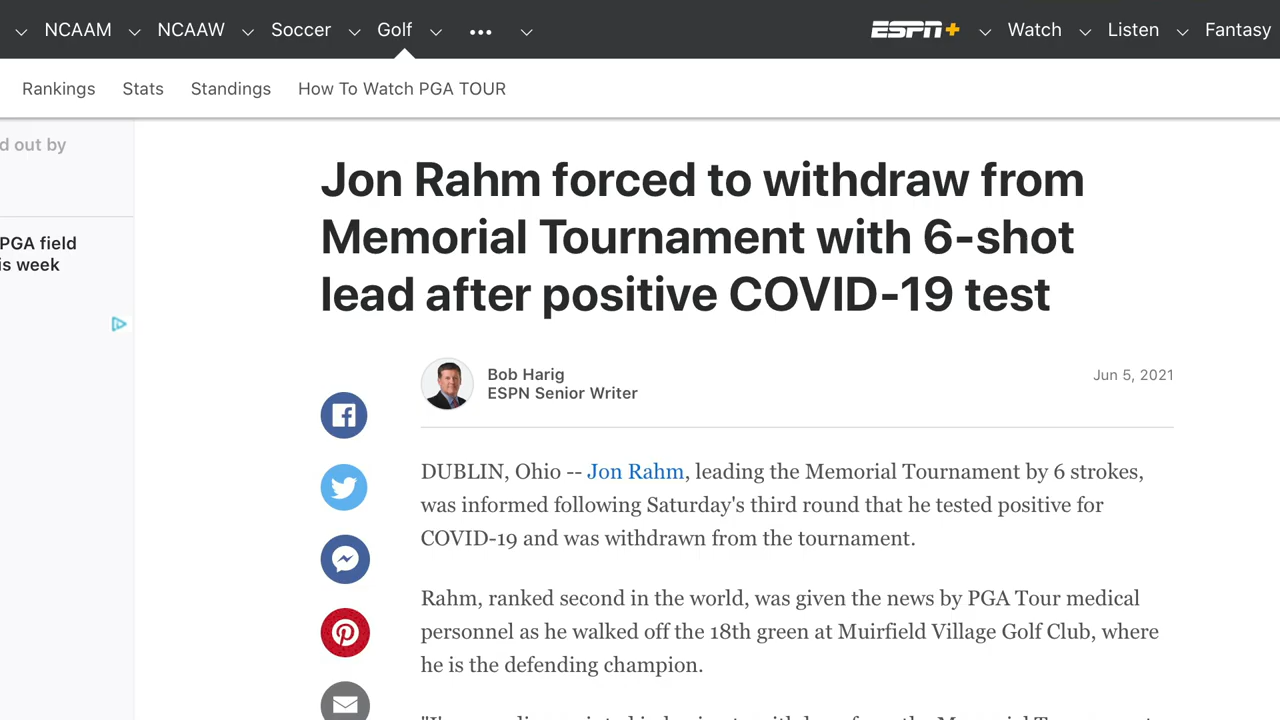 NCAAM NCAAW Soccer Golf ••• ESPN+ Watch Listen Fantasy
Rankings Stats Standings How To Watch PGA TOUR
d out by
PGA field
is week
Jon Rahm forced to withdraw from
Memorial Tournament with 6-shot
lead after positive COVID-19 test
Bob Harig
ESPN Senior Writer
Jun 5, 2021
DUBLIN, Ohio -- Jon Rahm, leading the Memorial Tournament by 6 strokes,
was informed following Saturday's third round that he tested positive for
COVID-19 and was withdrawn from the tournament.
Rahm, ranked second in the world, was given the news by PGA Tour medical
personnel as he walked off the 18th green at Muirfield Village Golf Club, where
he is the defending champion.